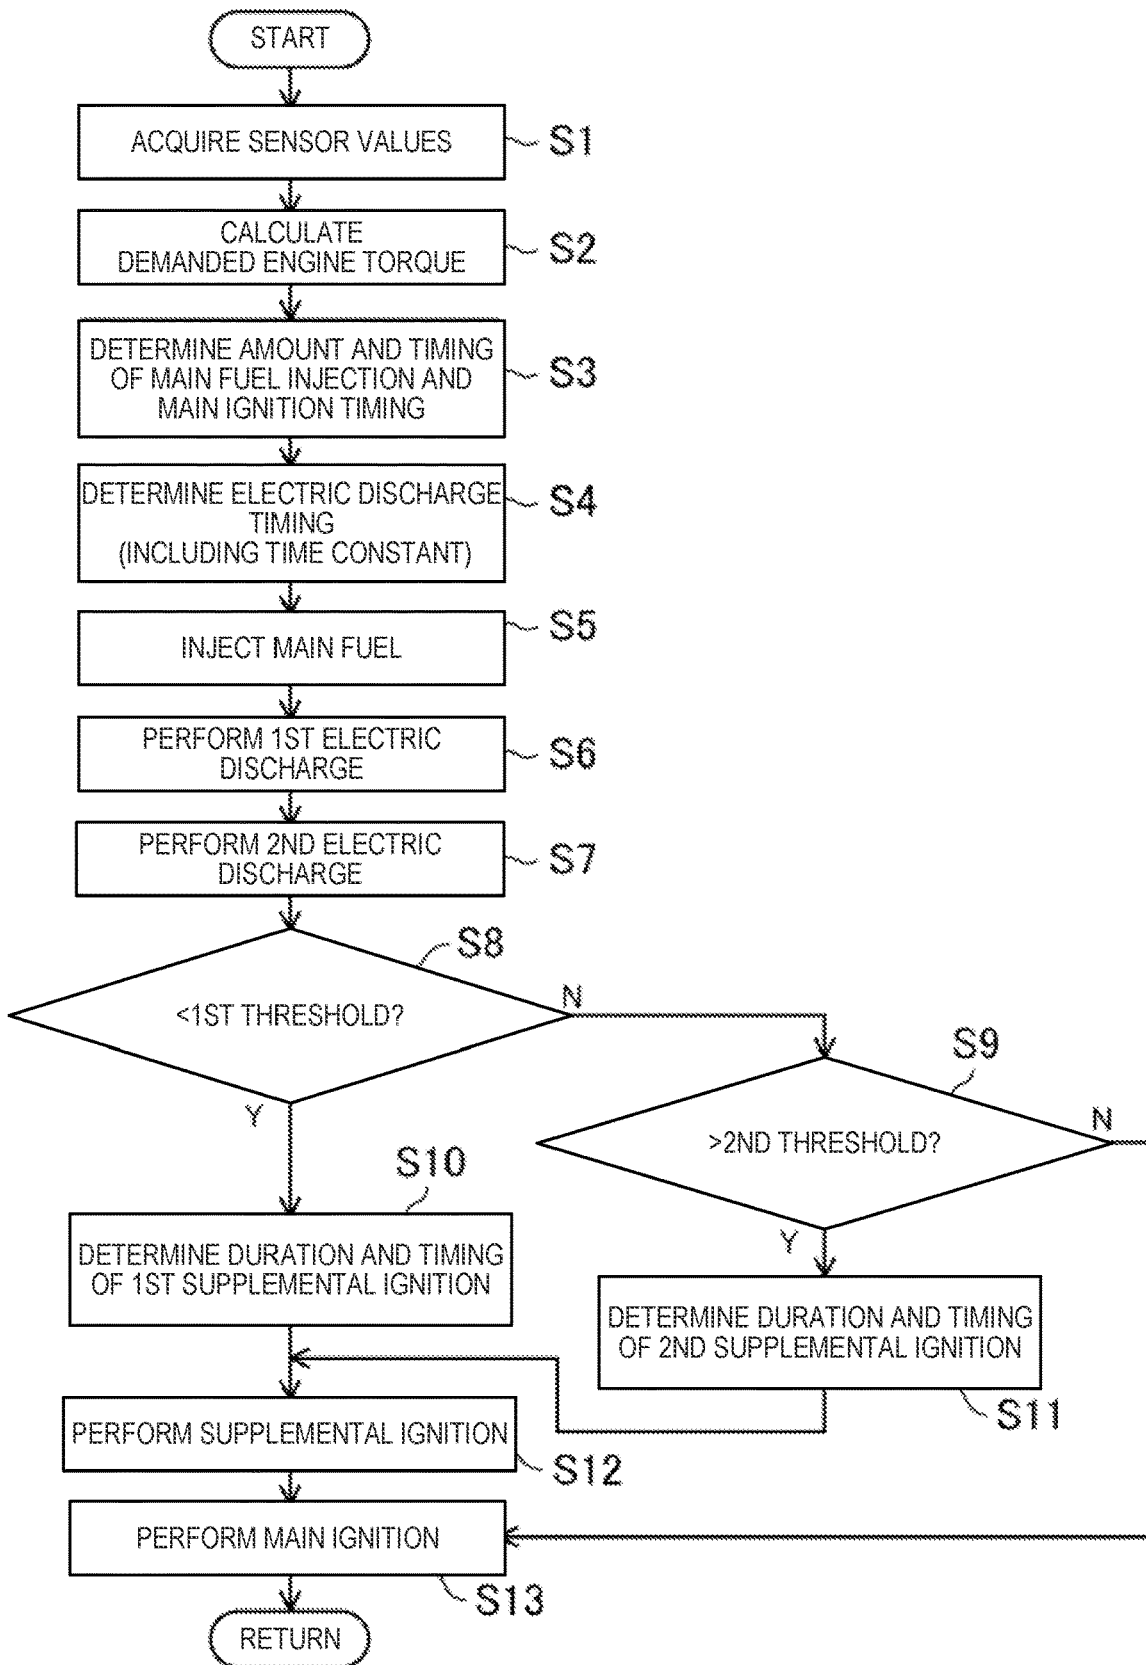 START
ACQUIRE SENSOR VALUES
S1
CALCULATE
DEMANDED ENGINE TORQUE
S2
DETERMINE AMOUNT AND TIMING
OF MAIN FUEL INJECTION AND
MAIN IGNITION TIMING
S3
DETERMINE ELECTRIC DISCHARGE
TIMING
(INCLUDING TIME CONSTANT)
S4
INJECT MAIN FUEL
S5
PERFORM 1ST ELECTRIC
DISCHARGE
S6
PERFORM 2ND ELECTRIC
DISCHARGE
S7
<1ST THRESHOLD?
S8
N
Y
>2ND THRESHOLD?
S9
N
Y
DETERMINE DURATION AND TIMING
OF 1ST SUPPLEMENTAL IGNITION
S10
DETERMINE DURATION AND TIMING
OF 2ND SUPPLEMENTAL IGNITION
S11
PERFORM SUPPLEMENTAL IGNITION
S12
PERFORM MAIN IGNITION
S13
RETURN